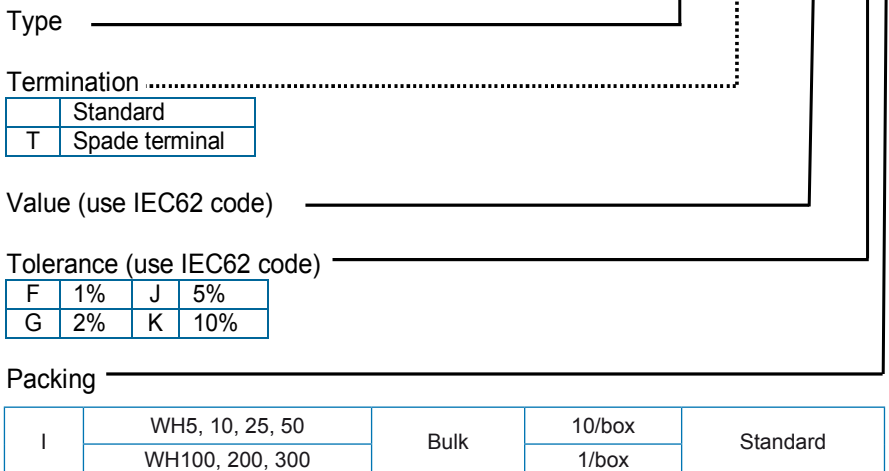 Type
Termination
Standard
T Spade terminal
Value (use IEC62 code)
Tolerance (use IEC62 code)
F 1% J 5%
G 2% K 10%
Packing
I WH5, 10, 25, 50 Bulk 10/box Standard
WH100, 200, 300 1/box